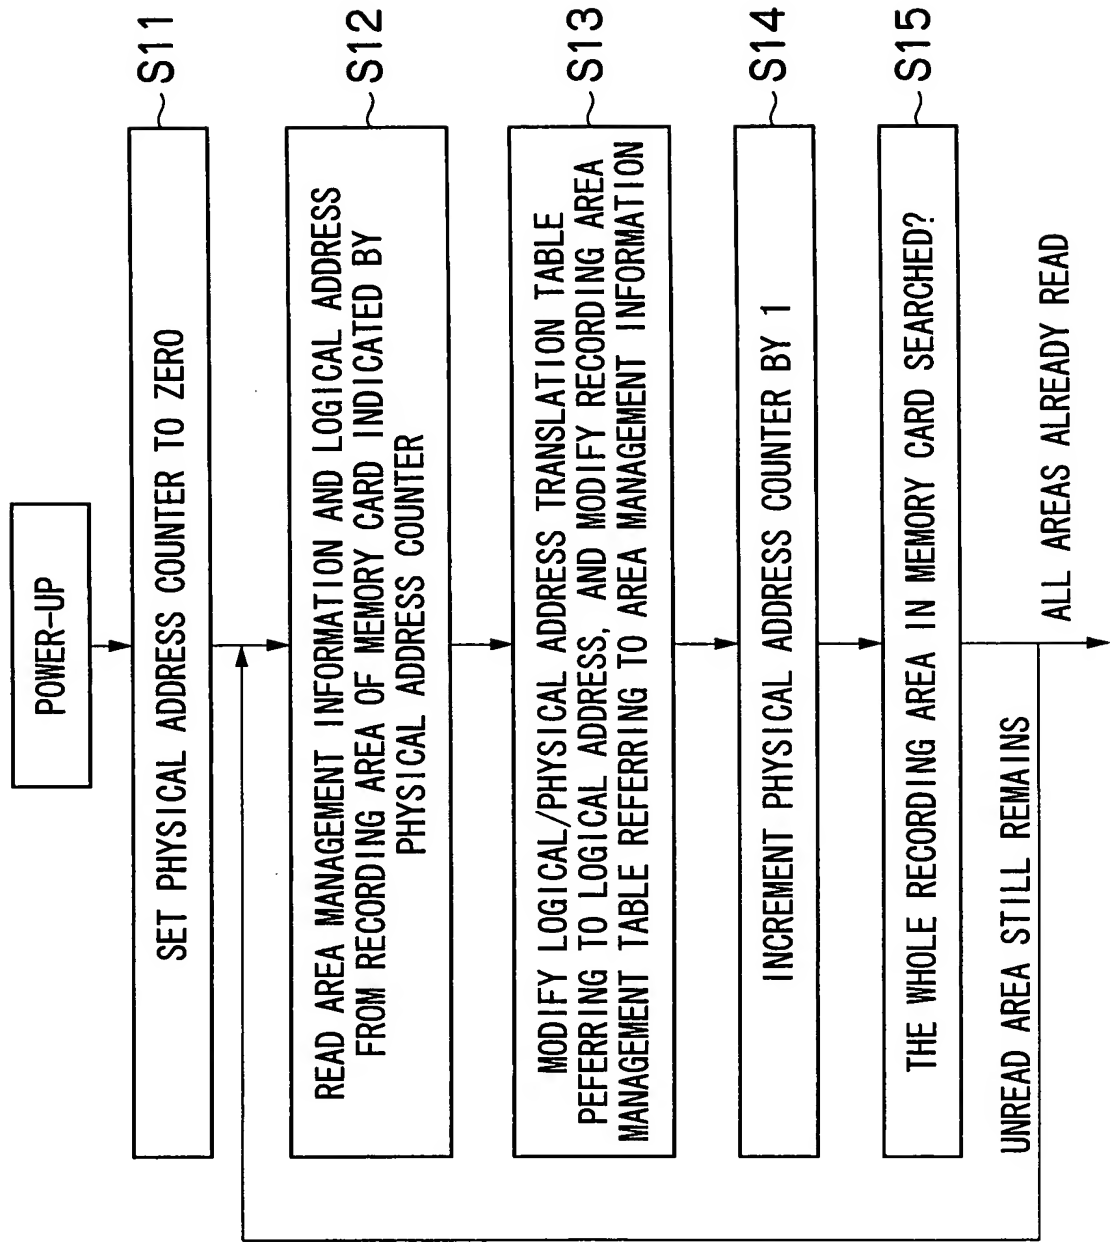 POWER-UP
SET PHYSICAL ADDRESS COUNTER TO ZERO
S11
READ AREA MANAGEMENT INFORMATION AND LOGICAL ADDRESS
FROM RECORDING AREA OF MEMORY CARD INDICATED BY
PHYSICAL ADDRESS COUNTER
S12
MODIFY LOGICAL/PHYSICAL ADDRESS TRANSLATION TABLE
PEFERRING TO LOGICAL ADDRESS, AND MODIFY RECORDING AREA
MANAGEMENT TABLE REFERRING TO AREA MANAGEMENT INFORMATION
S13
INCREMENT PHYSICAL ADDRESS COUNTER BY 1
S14
THE WHOLE RECORDING AREA IN MEMORY CARD SEARCHED?
S15
UNREAD AREA STILL REMAINS
ALL AREAS ALREADY READ